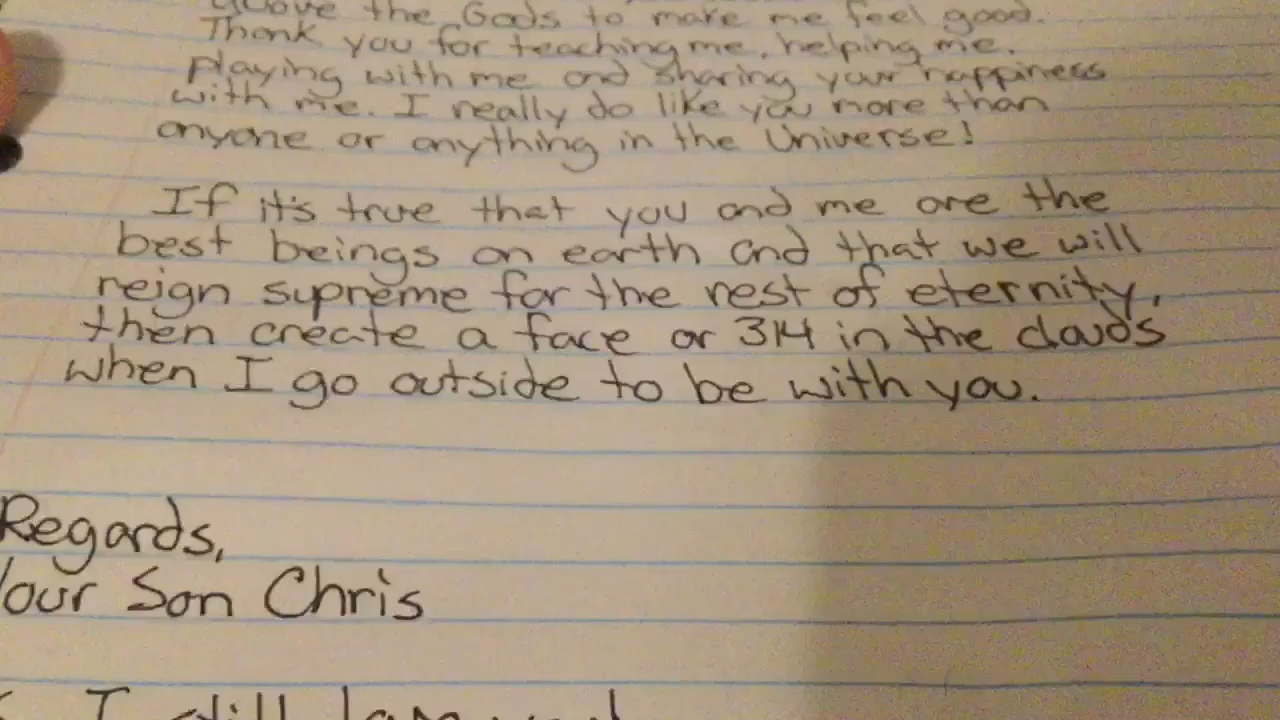 above the Gods to make me feel good.
Thank you for teaching me, helping me,
playing with me and sharing your happiness
with me. I really do like you more than
anyone or anything in the Universe!
If it's true that you and me are the
best beings on earth and that we will
reign supreme for the rest of eternity,
then create a face or 314 in the clouds
when I go outside to be with you.
Regards,
Your Son Chris
I still